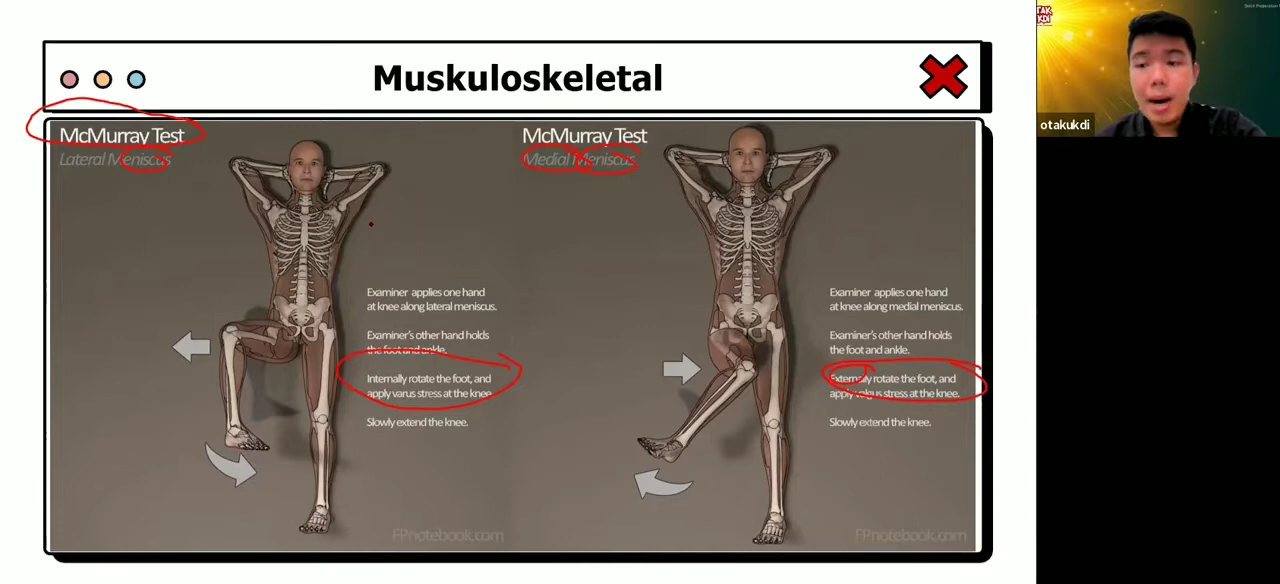 Muskuloskeletal
McMurray Test
Lateral Meniscus
Examiner applies one hand
at knee along lateral meniscus.
Examiner's other hand holds
the foot and ankle.
Internally rotate the foot, and
apply varus stress at the knee.
Slowly extend the knee.
FPnotebook.com
McMurray Test
Medial Meniscus
Examiner applies one hand
at knee along medial meniscus.
Examiner's other hand holds
the foot and ankle.
Externally rotate the foot, and
apply valgus stress at the knee.
Slowly extend the knee.
FPnotebook.com
otakukdi